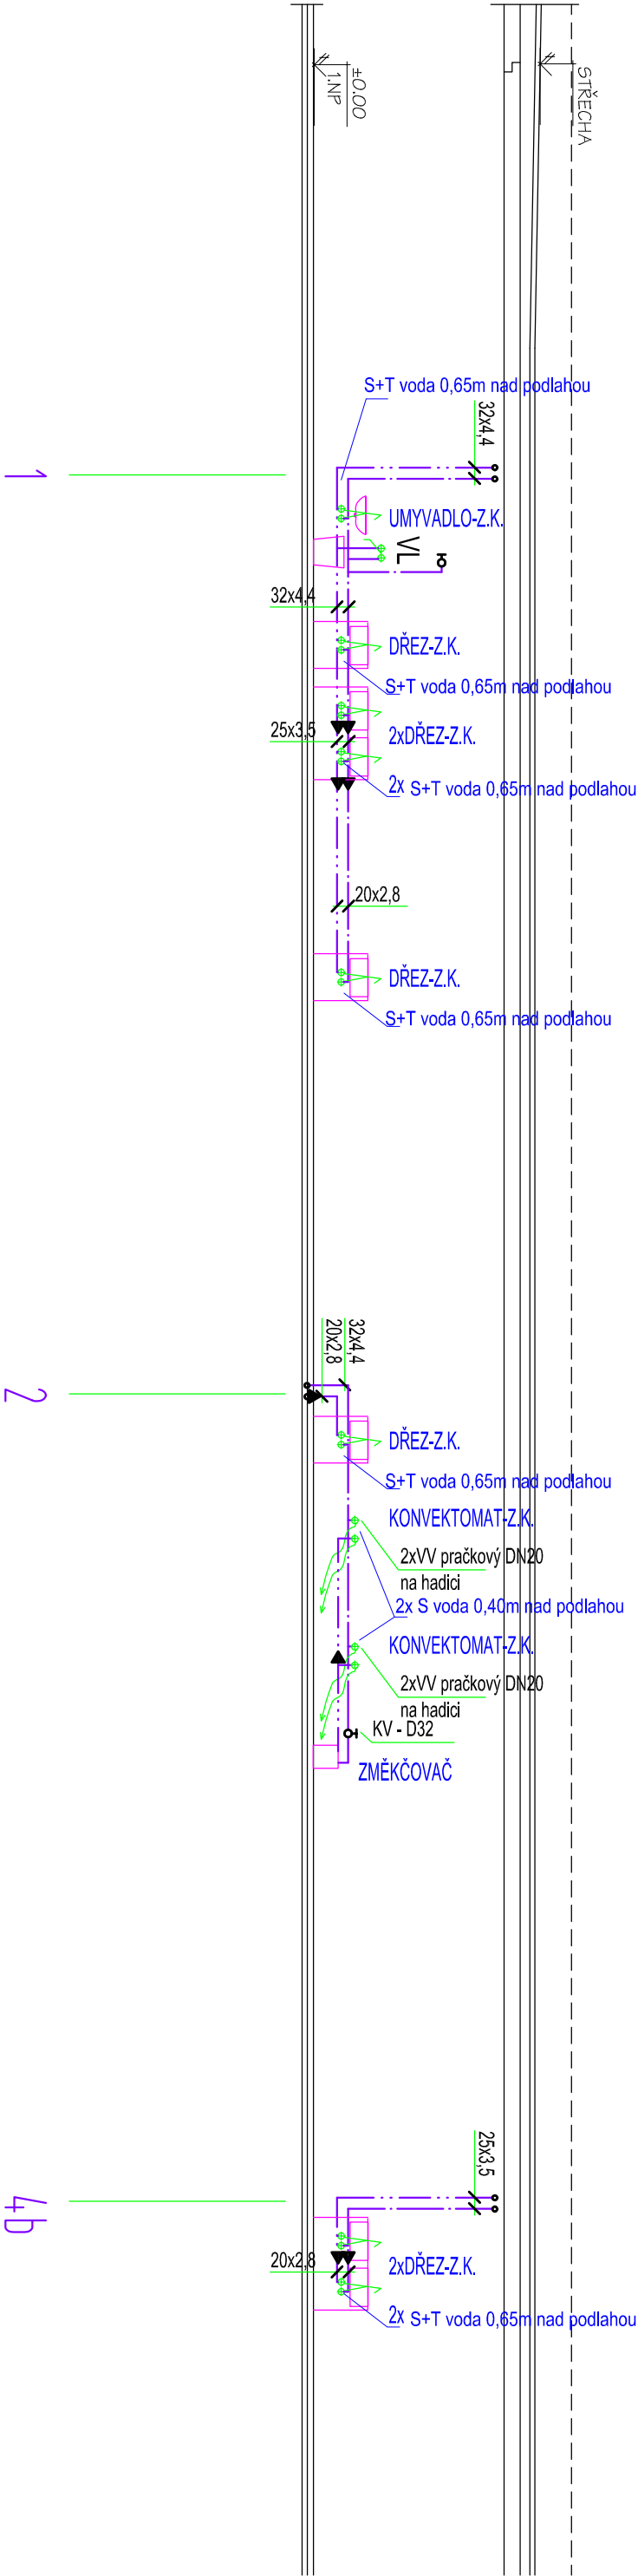 STŘECHA
±0.00
1.NP
S+T voda 0,65m nad podlahou
32x4,4
1
UMYVADLO-Z.K.
VL
32x4,4
DŘEZ-Z.K.
S+T voda 0,65m nad podlahou
25x3,5
2xDŘEZ-Z.K.
2x S+T voda 0,65m nad podlahou
20x2,8
DŘEZ-Z.K.
S+T voda 0,65m nad podlahou
32x4,4
20x2,8
2
DŘEZ-Z.K.
S+T voda 0,65m nad podlahou
KONVEKTOMAT-Z.K.
2xVV pračkový DN20
na hadici
2x S voda 0,40m nad podlahou
KONVEKTOMAT-Z.K.
2xVV pračkový DN20
na hadici
KV - D32
ZMĚKČOVAČ
25x3,5
4b
20x2,8
2xDŘEZ-Z.K.
2x S+T voda 0,65m nad podlahou